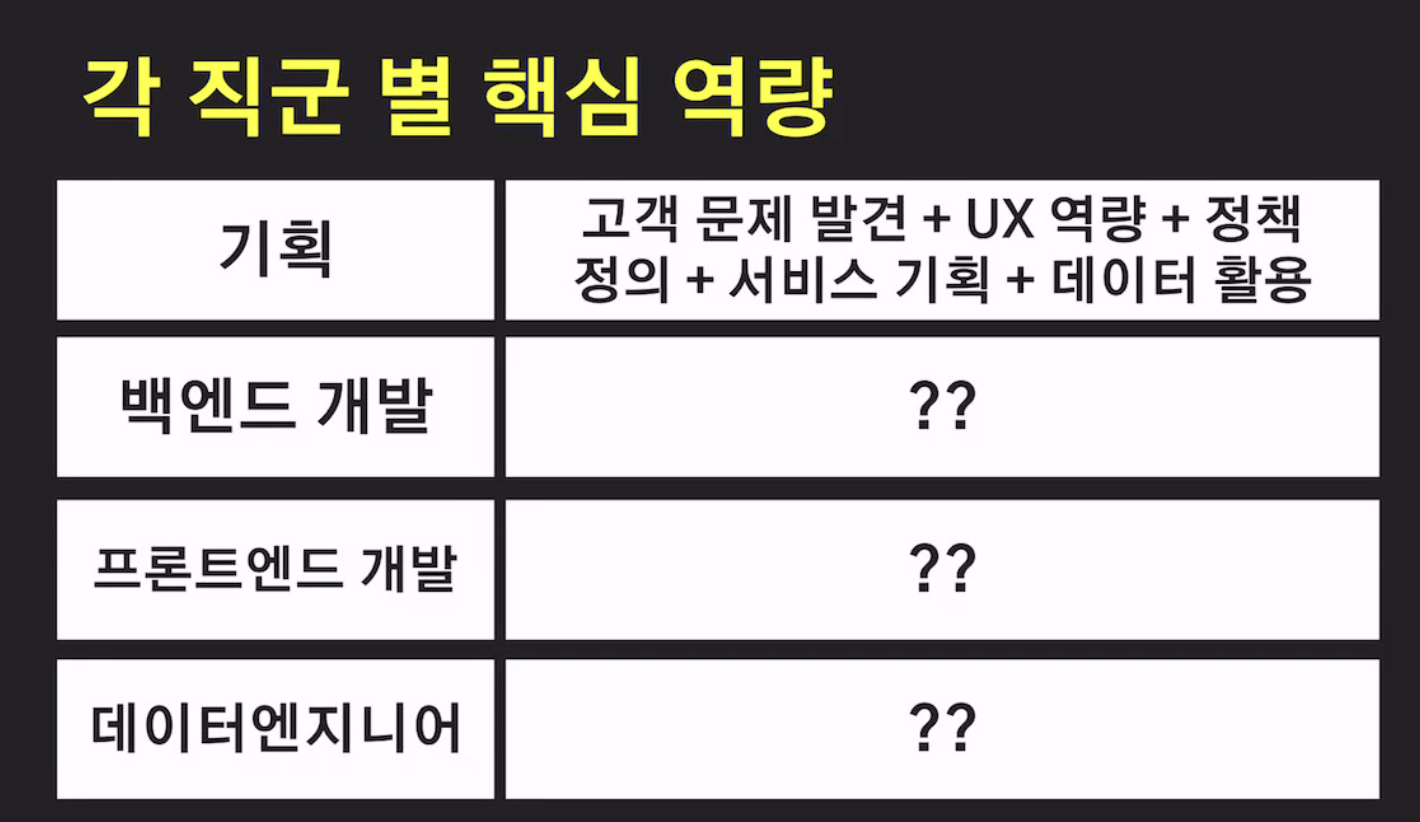 각 직군 별 핵심 역량
기획
고객 문제 발견 + UX 역량 + 정책
정의 + 서비스 기획 + 데이터 활용
백엔드 개발
??
프론트엔드 개발
??
데이터엔지니어
??